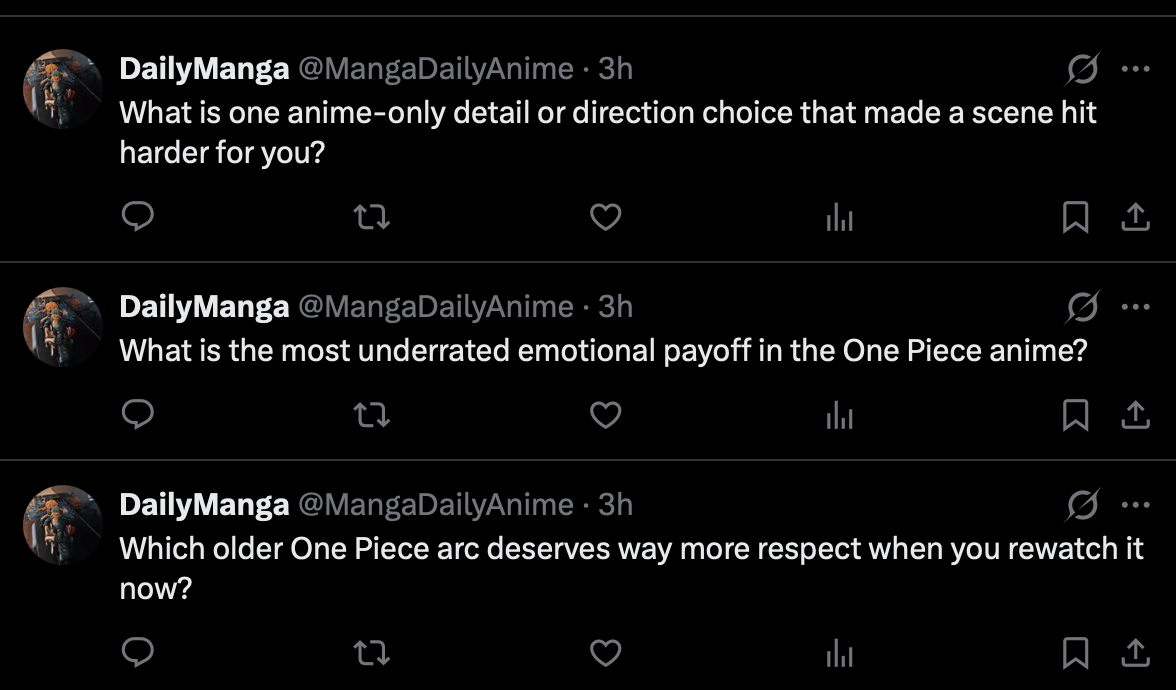 DailyManga @MangaDailyAnime · 3h
What is one anime-only detail or direction choice that made a scene hit
harder for you?
DailyManga @MangaDailyAnime · 3h
What is the most underrated emotional payoff in the One Piece anime?
DailyManga @MangaDailyAnime · 3h
Which older One Piece arc deserves way more respect when you rewatch it
now?